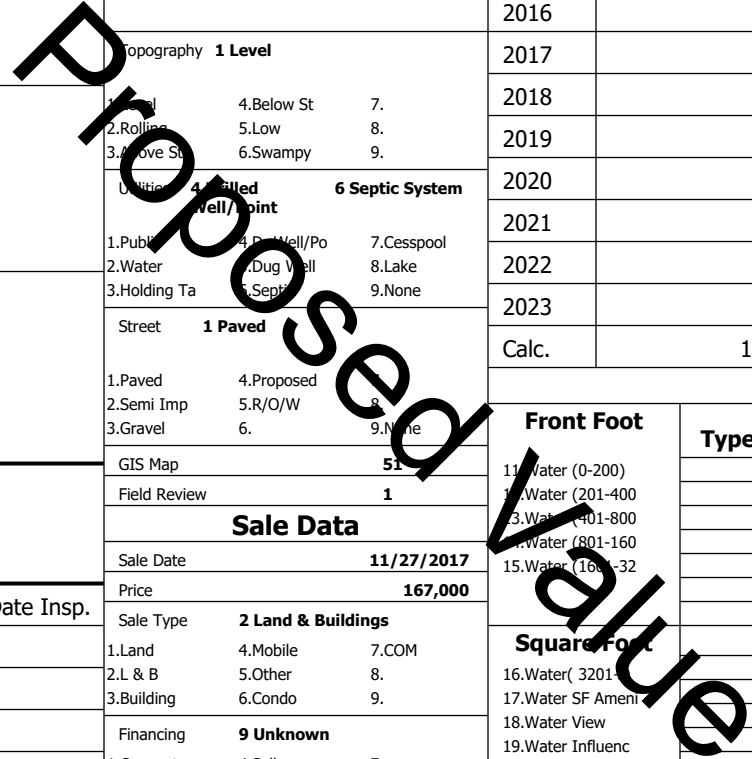 Topography 1 Level
4.Below St 7.
2.Rolling 5.Low 8.
3.Above St 6.Swampy 9.
Utilities 4 Drilled Well/Point 6 Septic System
4.Dr Well/Po 7.Cesspool
2.Water 5.Dug Well 8.Lake
3.Holding Ta 6.Septic 9.None
Street 1 Paved
1.Paved 4.Proposed
2.Semi Imp 5.R/O/W 8.
3.Gravel 6. 9.None
GIS Map 51
Field Review 1
Sale Data
Sale Date 11/27/2017
Price 167,000
Sale Type 2 Land & Buildings
1.Land 4.Mobile 7.COM
2.L & B 5.Other 8.
3.Building 6.Condo 9.
Financing 9 Unknown
Date Insp.
2016
2017
2018
2019
2020
2021
2022
2023
Calc. 1
Front Foot
Type
11.Water (0-200)
12.Water (201-400
13.Water (401-800
14.Water (801-160
15.Water (1601-32
Square Foot
16.Water( 3201-
17.Water SF Ameni
18.Water View
19.Water Influenc
Proposed Value